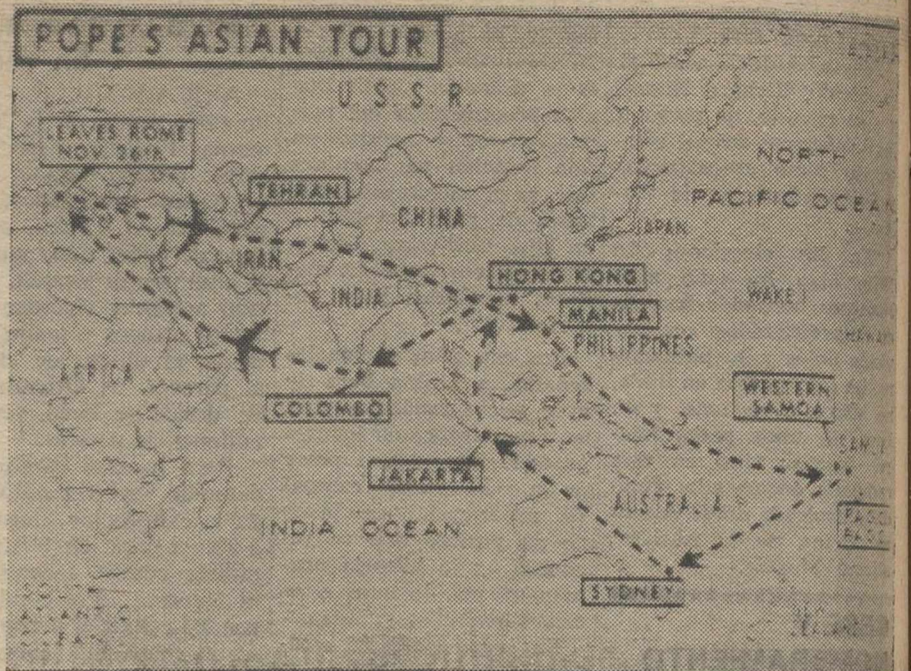 POPE'S ASIAN TOUR
U.S.S.R.
LEAVES ROME
NOV. 26TH.
NORTH
PACIFIC OCEAN
TEHRAN
CHINA
JAPAN
IRAN
HONG KONG
INDIA
WAKE I
MANILA
PHILIPPINES
AFRICA
WESTERN
SAMOA
COLOMBO
JAKARTA
AUSTRALIA
INDIA OCEAN
SYDNEY
SOUTH
ATLANTIC
OCEAN